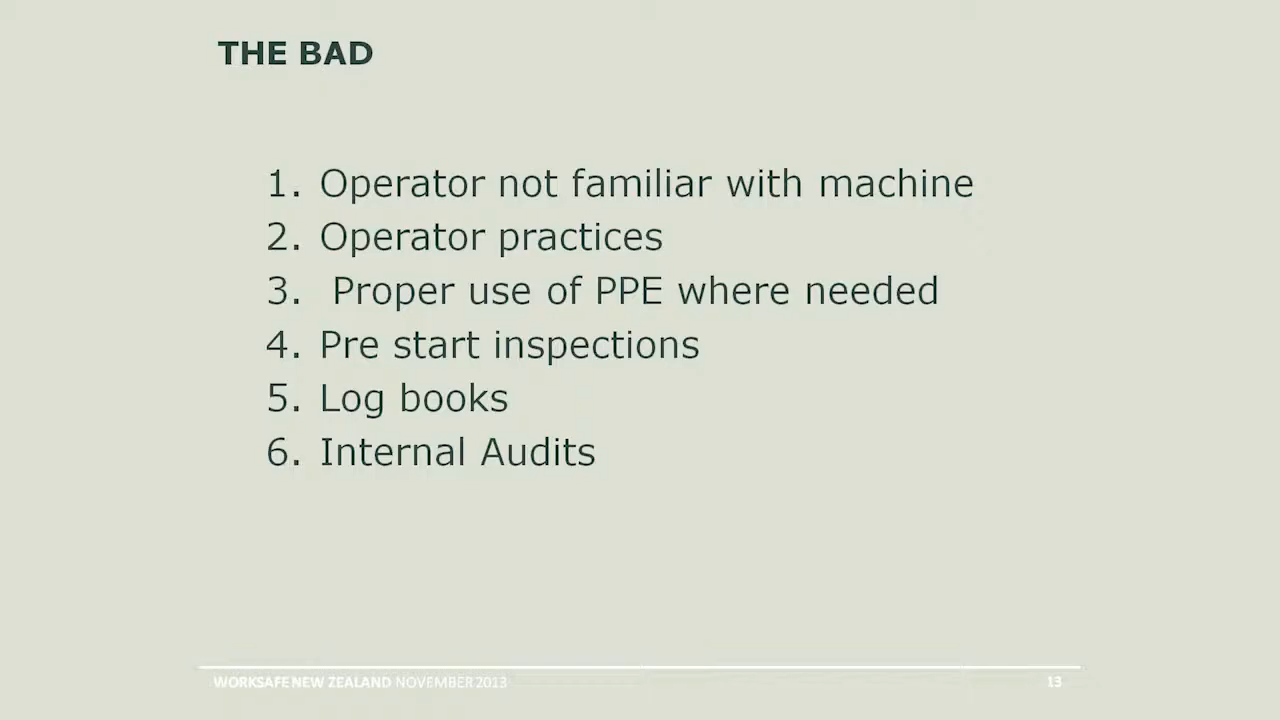 THE BAD
1. Operator not familiar with machine
2. Operator practices
3. Proper use of PPE where needed
4. Pre start inspections
5. Log books
6. Internal Audits
WORKSAFE NEW ZEALAND NOVEMBER 2013 13